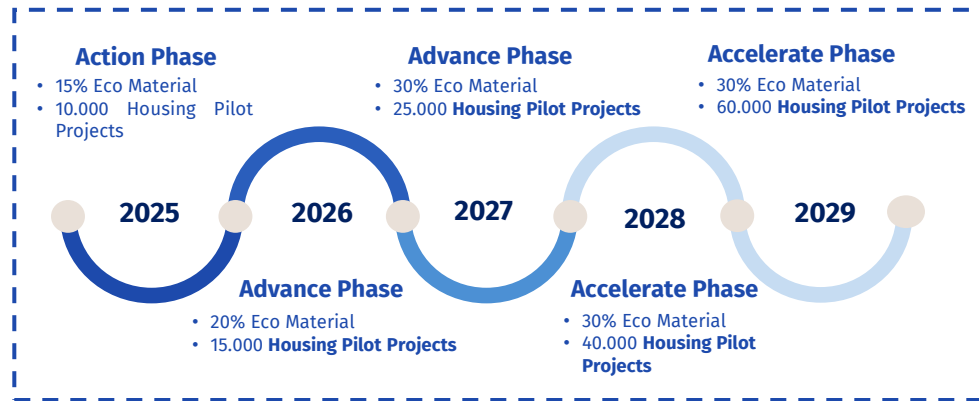 Action Phase
• 15% Eco Material
• 10.000 Housing Pilot
Projects
Advance Phase
• 30% Eco Material
• 25.000 Housing Pilot Projects
Accelerate Phase
• 30% Eco Material
• 60.000 Housing Pilot Projects
2025
2026
2027
2028
2029
Advance Phase
• 20% Eco Material
• 15.000 Housing Pilot Projects
Accelerate Phase
• 30% Eco Material
• 40.000 Housing Pilot
Projects